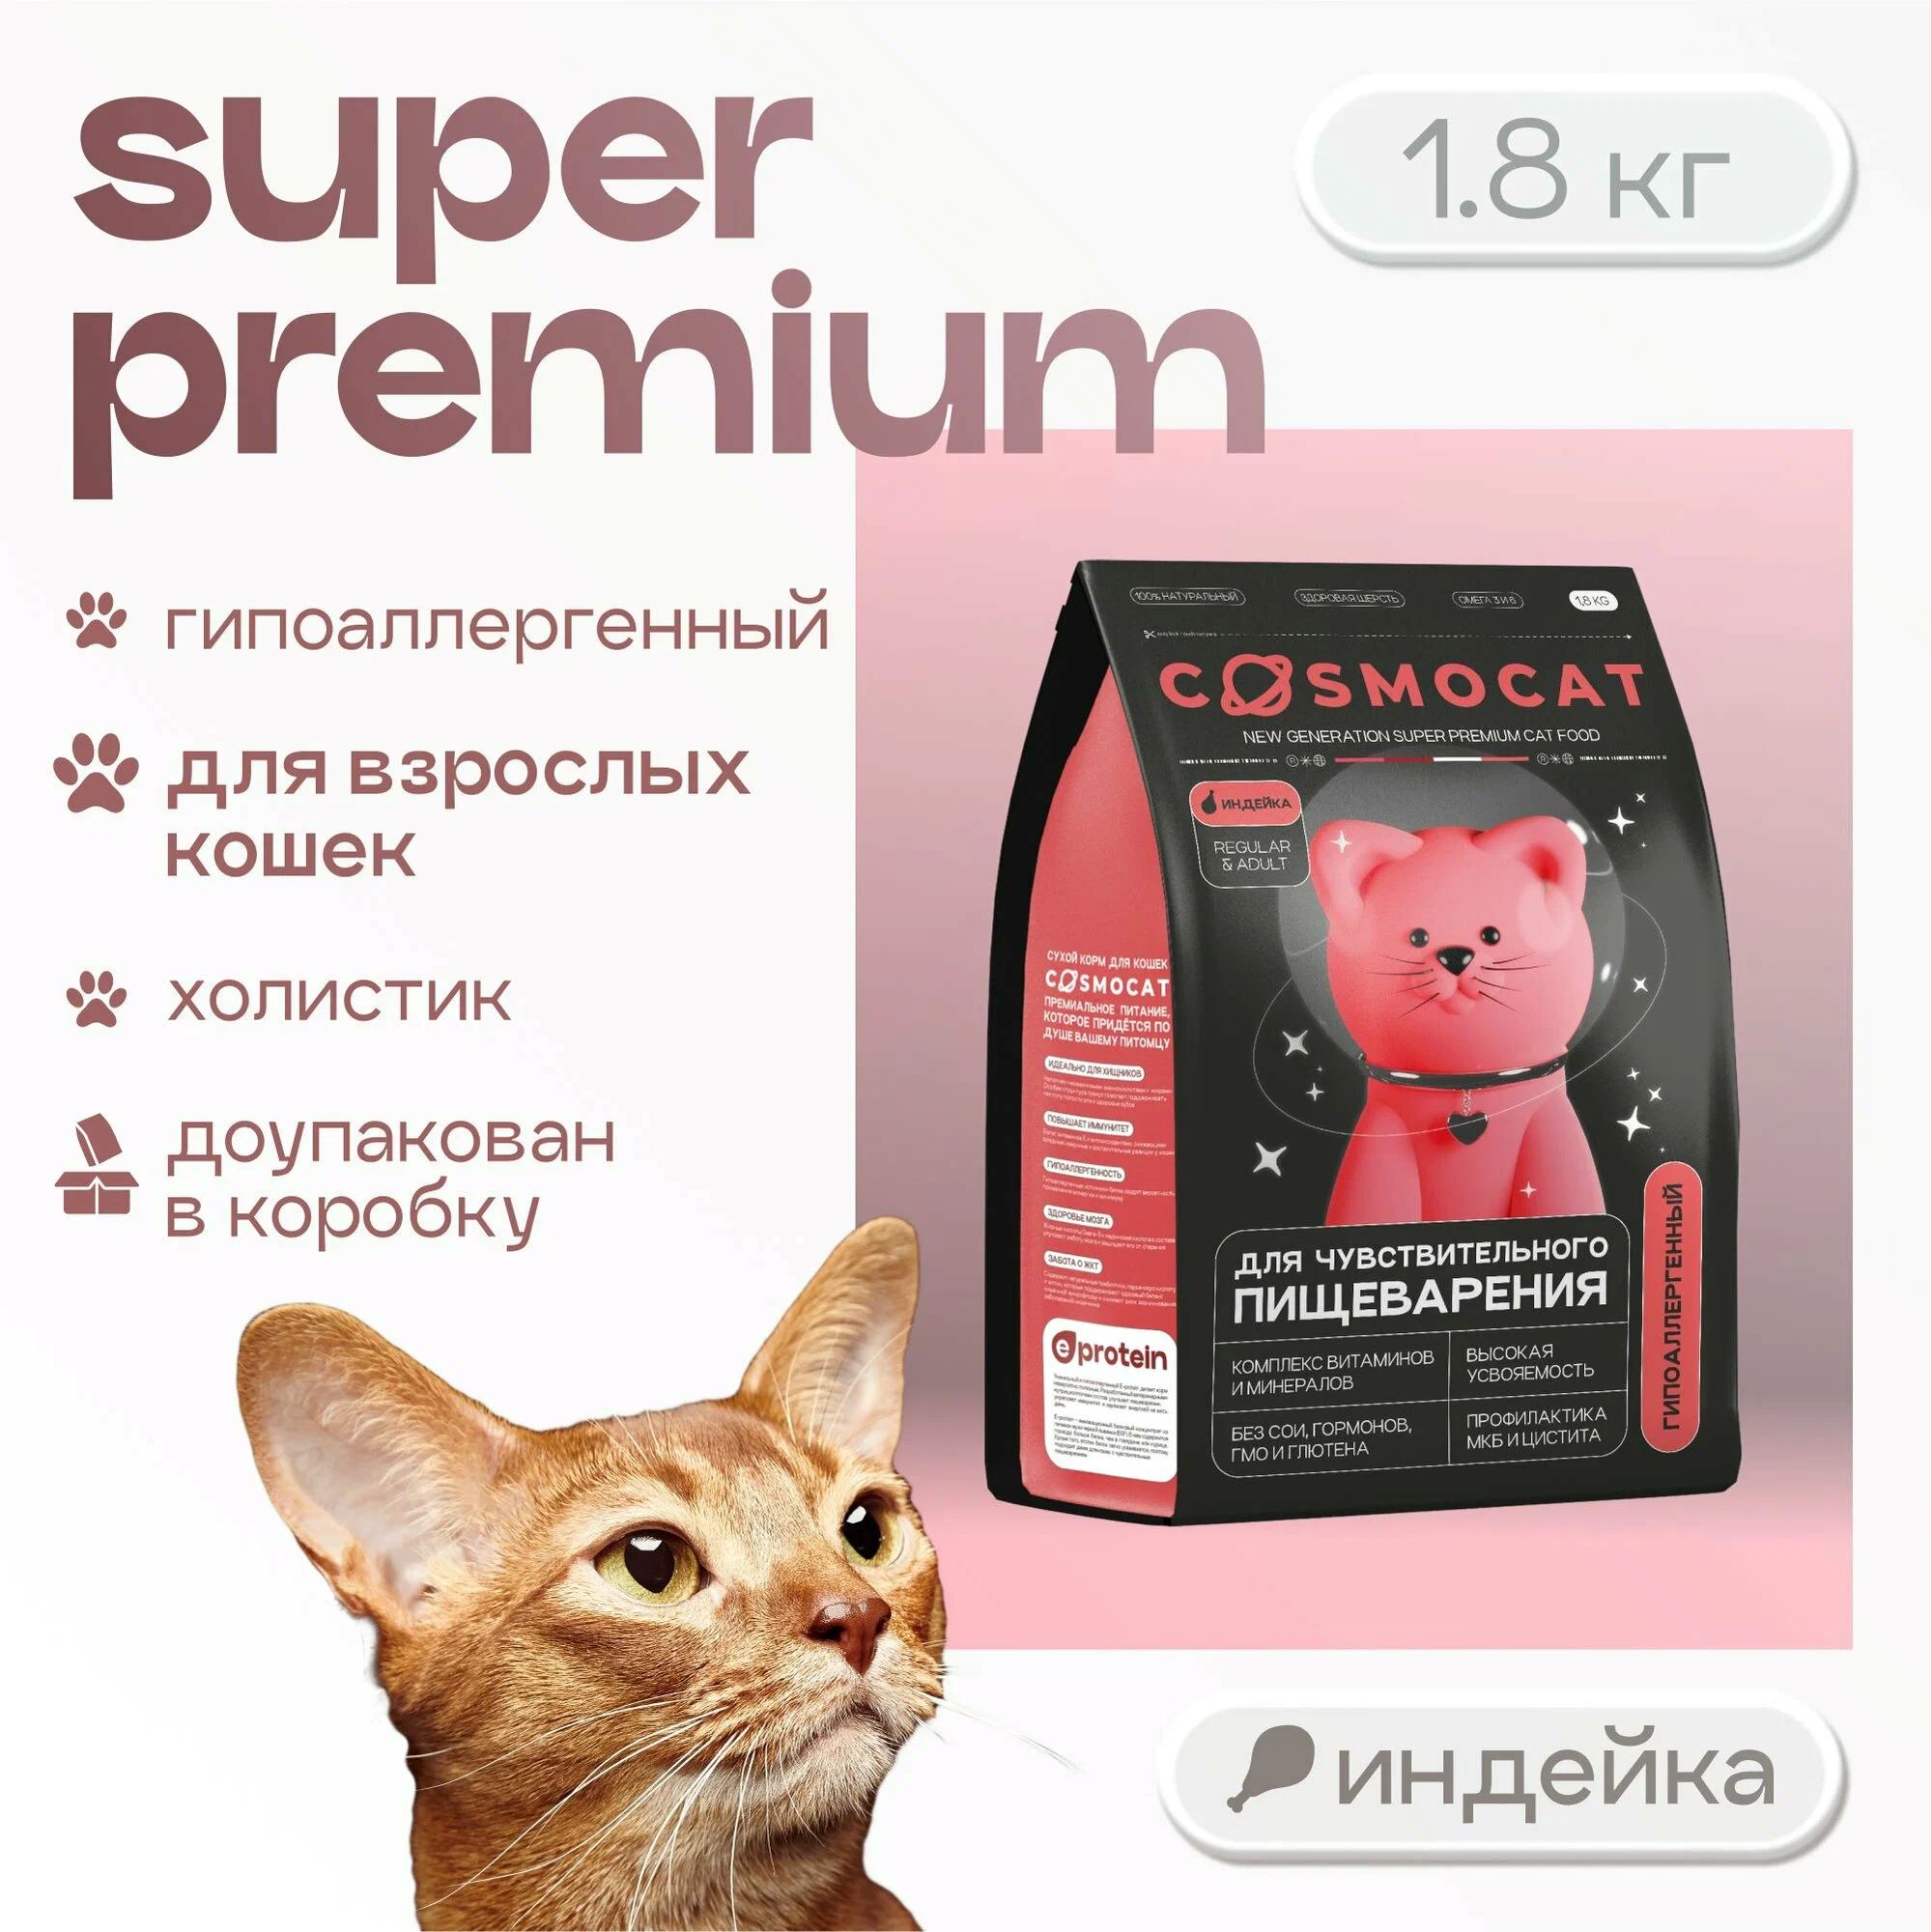 super
premium
1.8 кг
гипоаллергенный
для взрослых
кошек
холистик
доупакован
в коробку
100% НАТУРАЛЬНЫЙ
ЗДОРОВАЯ ШЕРСТЬ
ОМЕГА 3 И 6
1,8 KG
COSMOCAT
NEW GENERATION SUPER PREMIUM CAT FOOD
ИНДЕЙКА
REGULAR
& ADULT
СУХОЙ КОРМ ДЛЯ КОШЕК
COSMOCAT
ПРЕМИАЛЬНОЕ ПИТАНИЕ,
КОТОРОЕ ПРИДЁТСЯ ПО
ДУШЕ ВАШЕМУ ПИТОМЦУ
ИДЕАЛЬНО ДЛЯ ХИЩНИКОВ
ПОВЫШАЕТ ИММУНИТЕТ
ГИПОАЛЛЕРГЕННОСТЬ
ЗДОРОВЬЕ МОЗГА
ЗАБОТА О ЖКТ
e protein
ДЛЯ ЧУВСТВИТЕЛЬНОГО
ПИЩЕВАРЕНИЯ
КОМПЛЕКС ВИТАМИНОВ
И МИНЕРАЛОВ
ВЫСОКАЯ
УСВОЯЕМОСТЬ
БЕЗ СОИ, ГОРМОНОВ,
ГМО И ГЛЮТЕНА
ПРОФИЛАКТИКА
МКБ И ЦИСТИТА
ГИПОАЛЛЕРГЕННЫЙ
индейка